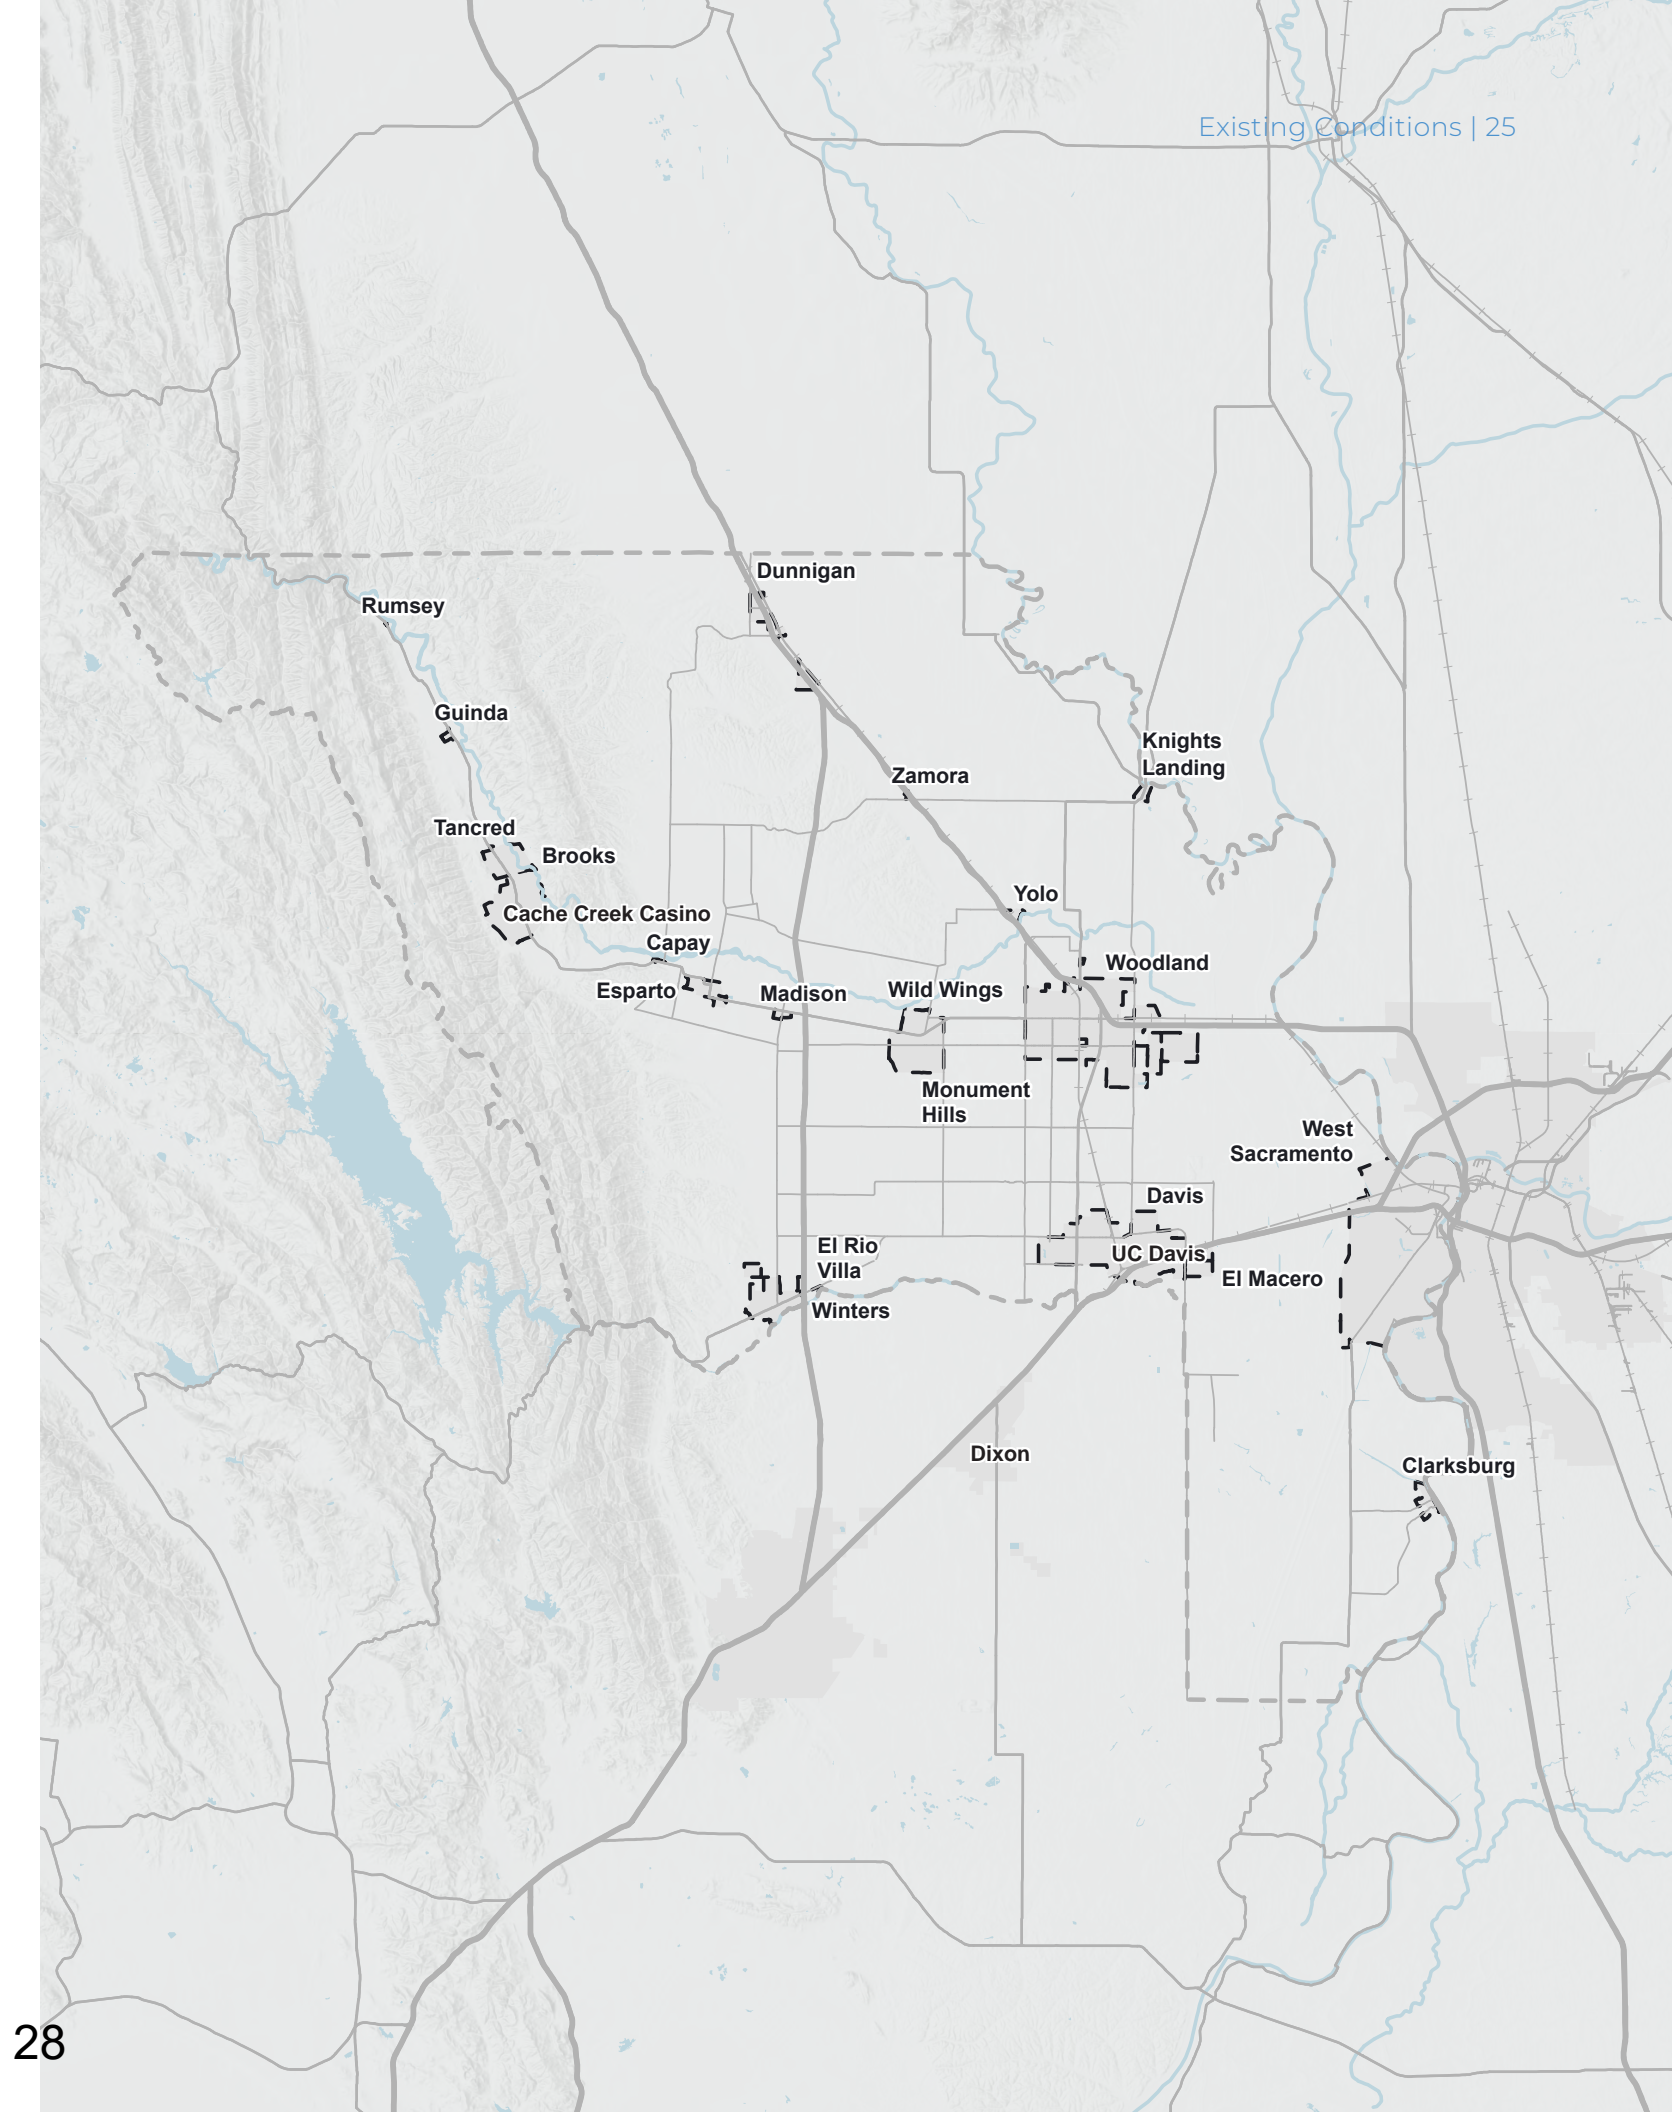 Existing Conditions | 25
Dunnigan
Rumsey
Guinda
Knights
Landing
Zamora
Tancred
Brooks
Yolo
Cache Creek Casino
Capay
Woodland
Esparto
Madison
Wild Wings
Monument
Hills
West
Sacramento
Davis
El Rio
Villa
UC Davis
El Macero
Winters
Dixon
Clarksburg
28